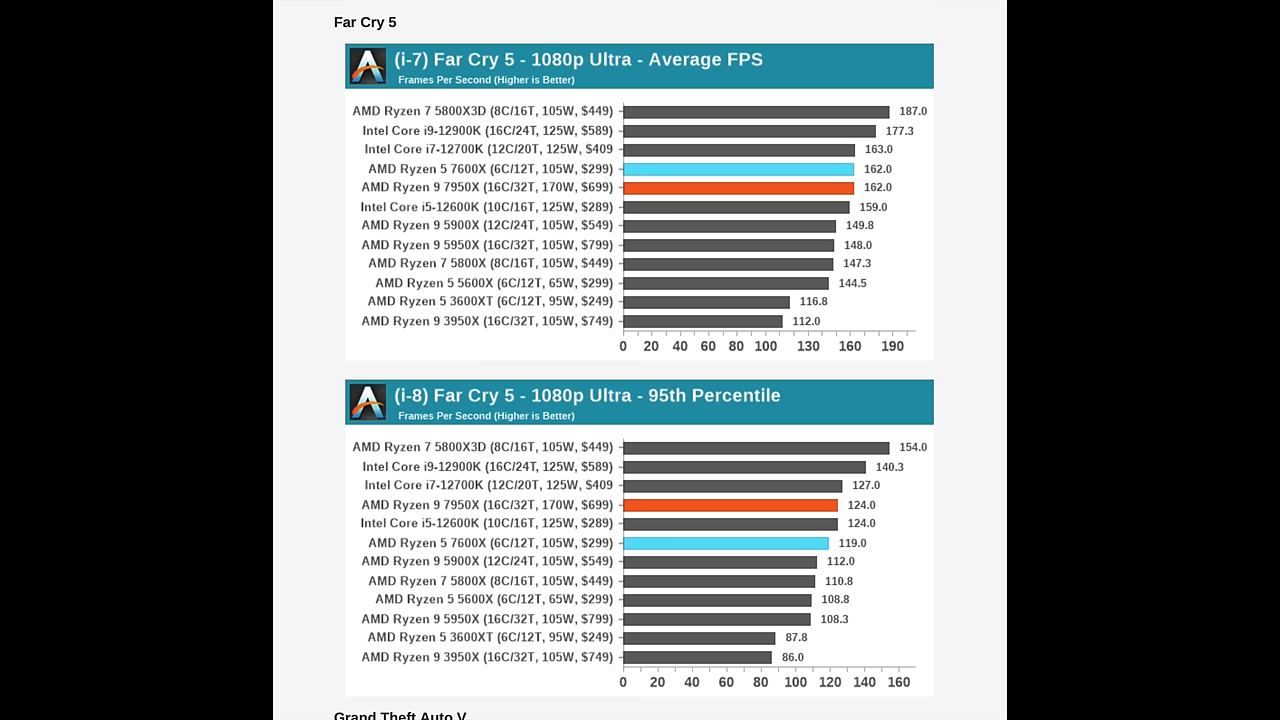 Far Cry 5
(i-7) Far Cry 5 - 1080p Ultra - Average FPS
Frames Per Second (Higher is Better)
AMD Ryzen 7 5800X3D (8C/16T, 105W, $449) 187.0
Intel Core i9-12900K (16C/24T, 125W, $589) 177.3
Intel Core i7-12700K (12C/20T, 125W, $409 163.0
AMD Ryzen 5 7600X (6C/12T, 105W, $299) 162.0
AMD Ryzen 9 7950X (16C/32T, 170W, $699) 162.0
Intel Core i5-12600K (10C/16T, 125W, $289) 159.0
AMD Ryzen 9 5900X (12C/24T, 105W, $549) 149.8
AMD Ryzen 9 5950X (16C/32T, 105W, $799) 148.0
AMD Ryzen 7 5800X (8C/16T, 105W, $449) 147.3
AMD Ryzen 5 5600X (6C/12T, 65W, $299) 144.5
AMD Ryzen 5 3600XT (6C/12T, 95W, $249) 116.8
AMD Ryzen 9 3950X (16C/32T, 105W, $749) 112.0
0 20 40 60 80 100 130 160 190
(i-8) Far Cry 5 - 1080p Ultra - 95th Percentile
Frames Per Second (Higher is Better)
AMD Ryzen 7 5800X3D (8C/16T, 105W, $449) 154.0
Intel Core i9-12900K (16C/24T, 125W, $589) 140.3
Intel Core i7-12700K (12C/20T, 125W, $409 127.0
AMD Ryzen 9 7950X (16C/32T, 170W, $699) 124.0
Intel Core i5-12600K (10C/16T, 125W, $289) 124.0
AMD Ryzen 5 7600X (6C/12T, 105W, $299) 119.0
AMD Ryzen 9 5900X (12C/24T, 105W, $549) 112.0
AMD Ryzen 7 5800X (8C/16T, 105W, $449) 110.8
AMD Ryzen 5 5600X (6C/12T, 65W, $299) 108.8
AMD Ryzen 9 5950X (16C/32T, 105W, $799) 108.3
AMD Ryzen 5 3600XT (6C/12T, 95W, $249) 87.8
AMD Ryzen 9 3950X (16C/32T, 105W, $749) 86.0
0 20 40 60 80 100 120 140 160
Grand Theft Auto V